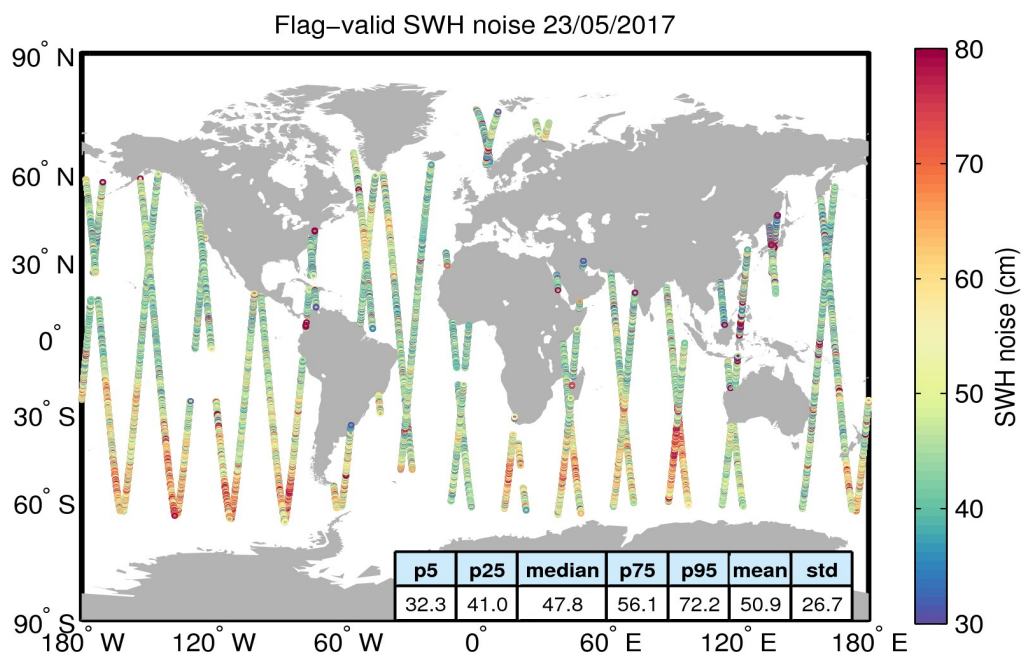 Flag−valid SWH noise 23/05/2017
90° N
60° N
30° N
0°
30° S
60° S
90° S
180° W
120° W
60° W
0°
60° E
120° E
180° E
80
70
60
50
40
30
SWH noise (cm)
p5 p25 median p75 p95 mean std
32.3 41.0 47.8 56.1 72.2 50.9 26.7